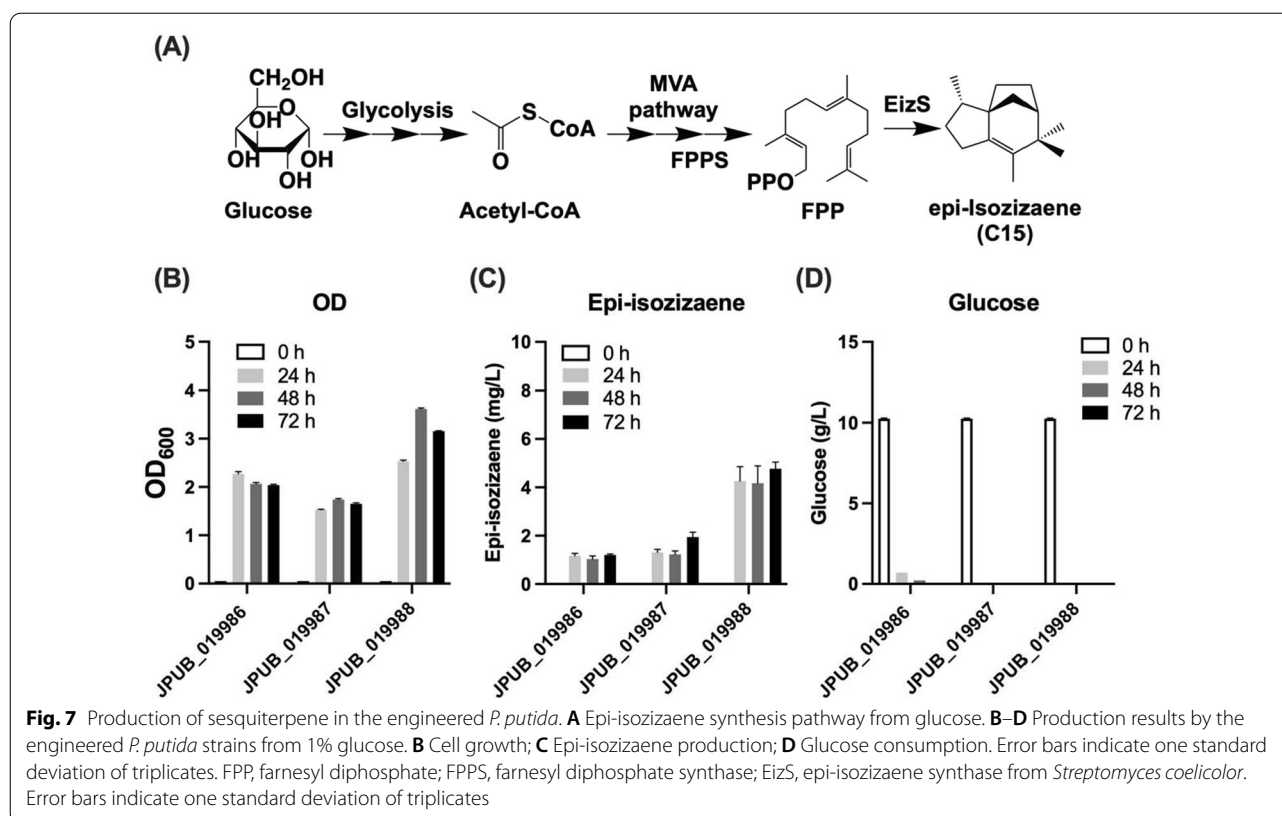 (A)
CH₂OH
O
OH
OH
OH
OH
OH
Glucose
Glycolysis
S
CoA
O
Acetyl-CoA
MVA
pathway
FPPS
PPO
FPP
EizS
epi-Isozizaene
(C15)
(B)
OD
OD₆₀₀
5
4
3
2
1
0
0 h
24 h
48 h
72 h
JPUB_019986
JPUB_019987
JPUB_019988
(C)
Epi-isozizaene
Epi-isozizaene (mg/L)
10
8
6
4
2
0
0 h
24 h
48 h
72 h
JPUB_019986
JPUB_019987
JPUB_019988
(D)
Glucose
Glucose (g/L)
15
10
5
0
0 h
24 h
48 h
72 h
JPUB_019986
JPUB_019987
JPUB_019988
Fig. 7 Production of sesquiterpene in the engineered P. putida. A Epi-isozizaene synthesis pathway from glucose. B–D Production results by the
engineered P. putida strains from 1% glucose. B Cell growth; C Epi-isozizaene production; D Glucose consumption. Error bars indicate one standard
deviation of triplicates. FPP, farnesyl diphosphate; FPPS, farnesyl diphosphate synthase; EizS, epi-isozizaene synthase from Streptomyces coelicolor.
Error bars indicate one standard deviation of triplicates